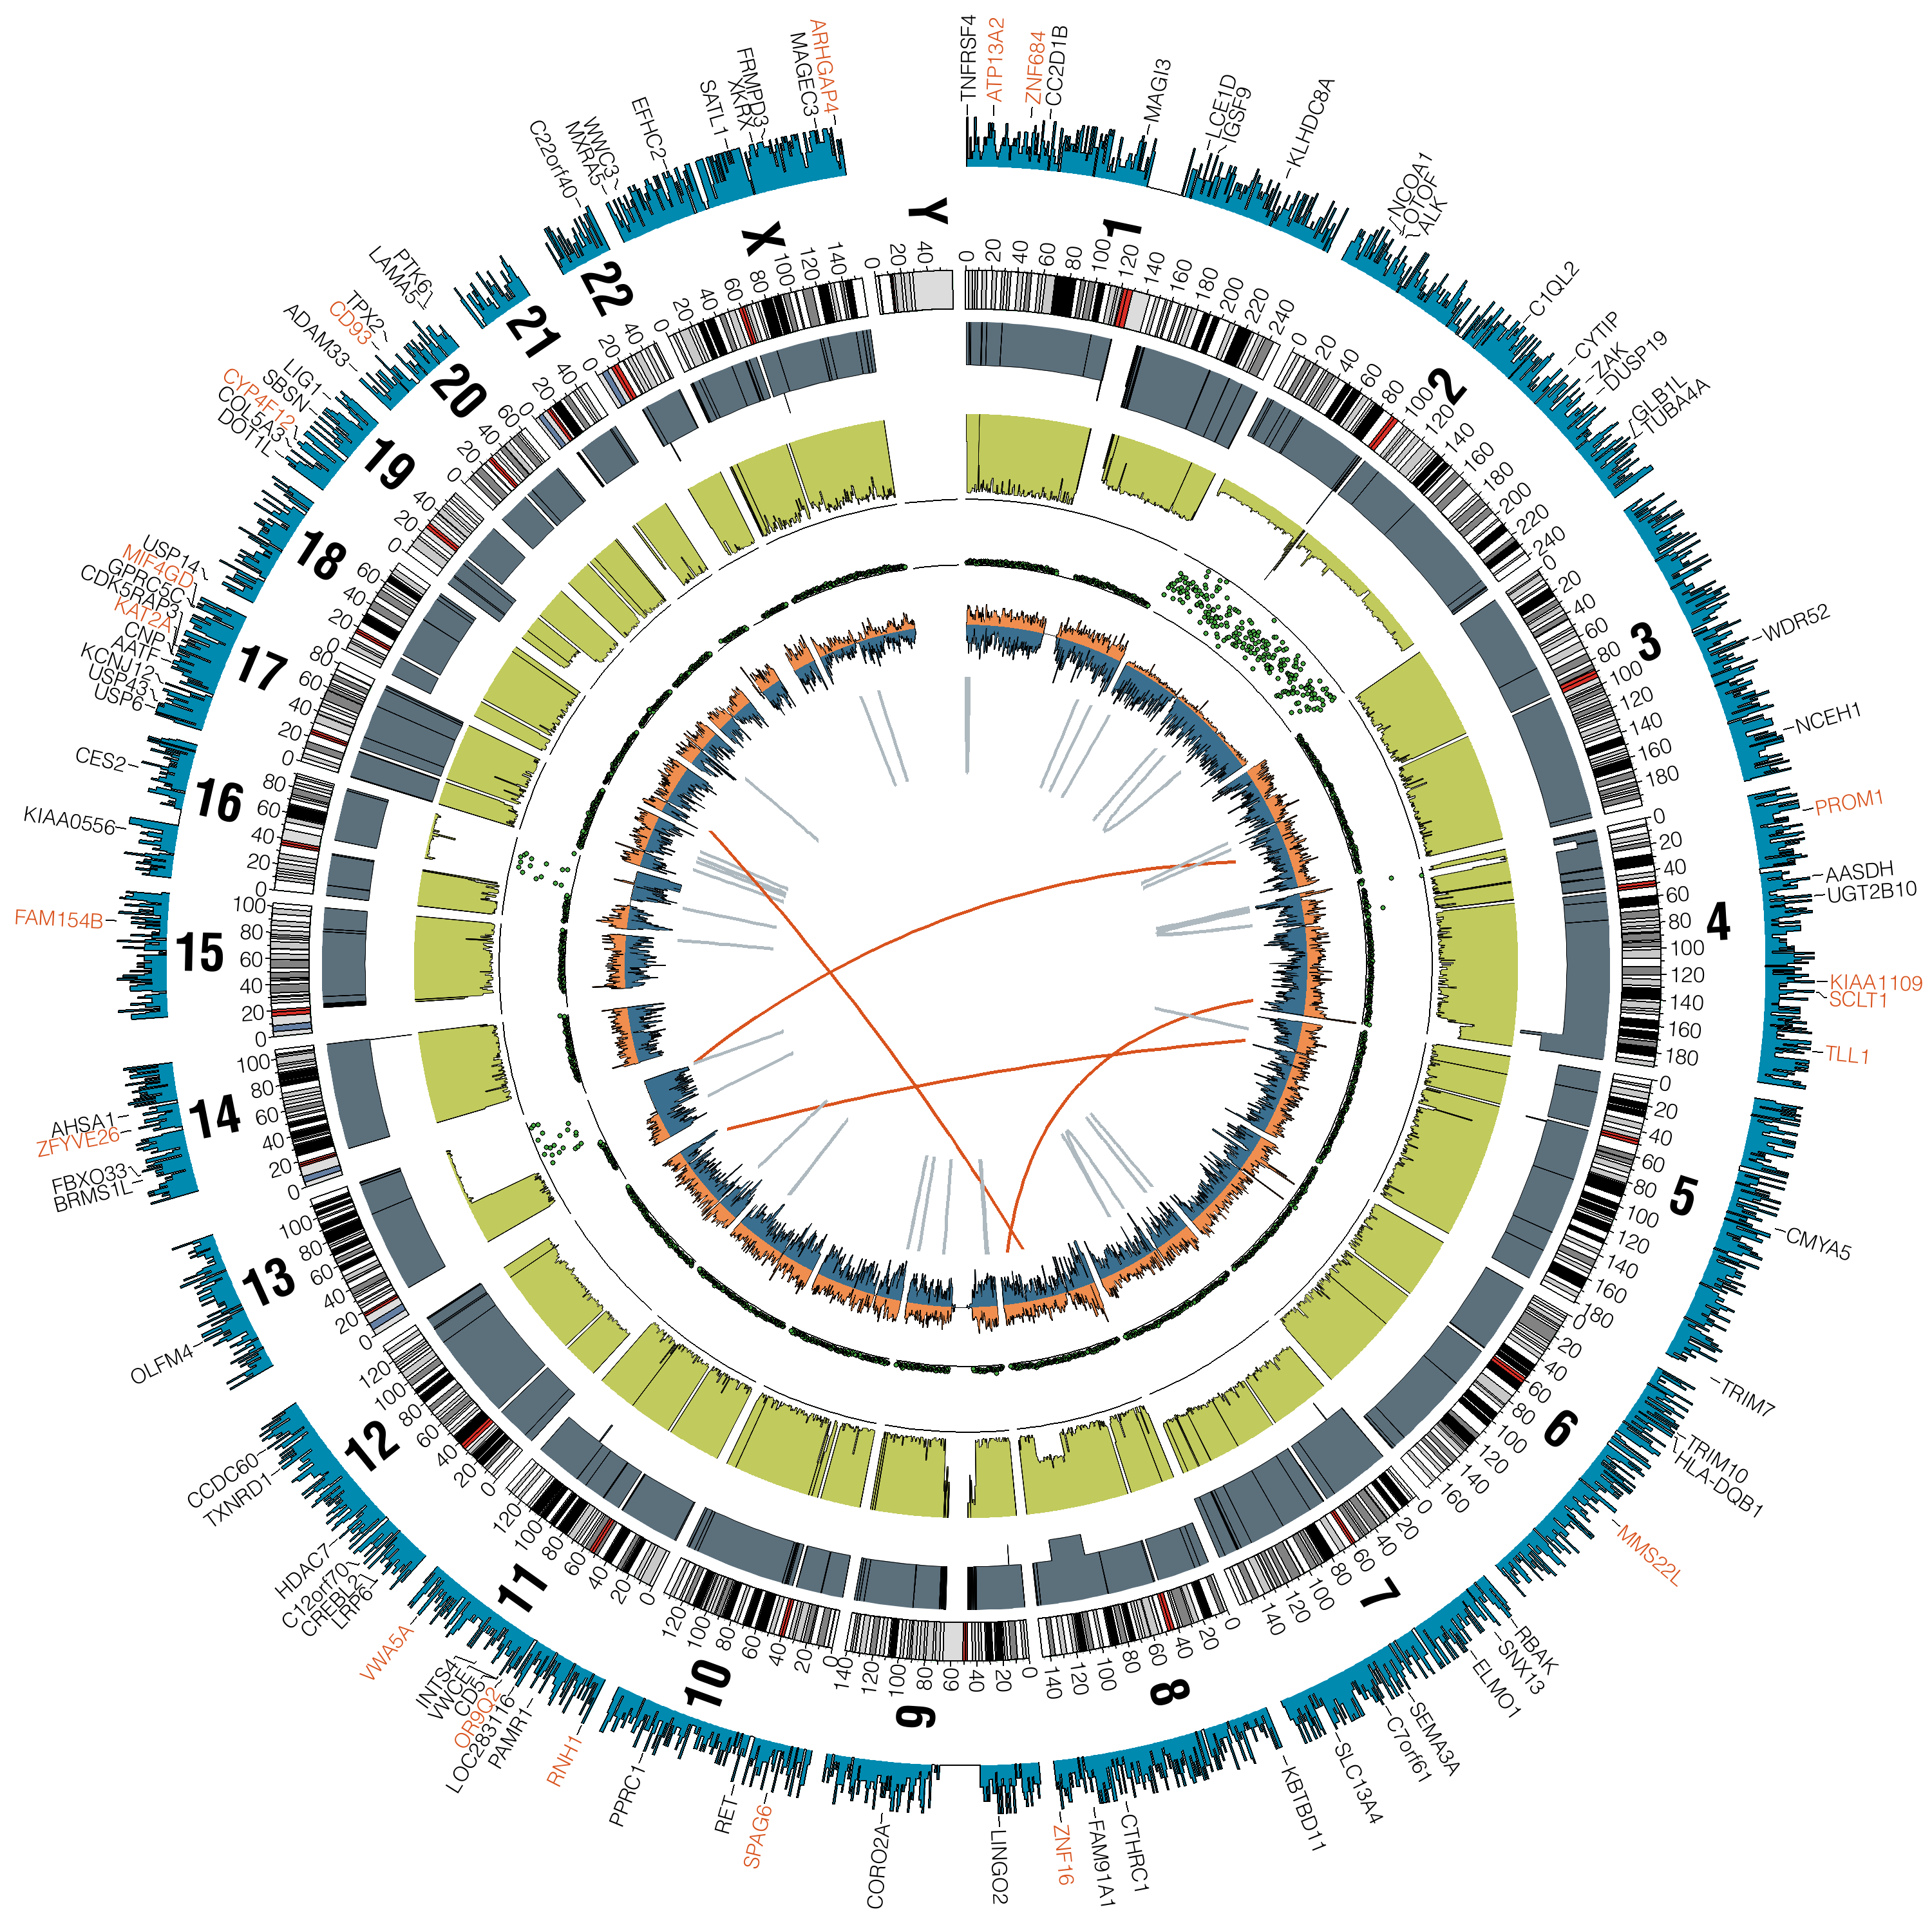 TNFRSF4
ATP13A2
ZNF684
CC2D1B
MAGI3
LCE1D
IGSF9
KLHDC8A
NCOA1
OTOF
ALK
C1QL2
CYTIP
ZAK
DUSP19
GLB1L
TUBA4A
WDR52
NCEH1
PROM1
AASDH
UGT2B10
KIAA1109
SCLT1
TLL1
CMYA5
TRIM7
TRIM10
HLA-DQB1
MMS22L
RBAK
SNX13
ELMO1
SEMA3A
C7orf61
SLC13A4
KBTBD11
CTHRC1
FAM91A1
ZNF16
LINGO2
CORO2A
SPAG6
RET
PPRC1
RNH1
PAMR1
LOC283116
OR9Q2
CD5
VWCE
INTS4
VWA5A
LRP6
CREBL2
C12orf70
HDAC7
TXNRD1
CCDC60
OLFM4
BRMS1L
FBXO33
ZFYVE26
AHSA1
FAM154B
KIAA0556
CES2
USP6
USP43
KCNJ12
AATF
CNP
KAT2A
CDK5RAP3
GPRC5C
MIF4GD
USP14
DOT1L
COL5A3
CYP4F12
SBSN
LIG1
ADAM33
CD93
TPX2
LAMA5
PTK6
C22orf40
MXRA5
WWC3
EFHC2
SATL1
XKRX
FRMPD3
MAGEC3
ARHGAP4
1
0 20 40 60 80 100 120 140 160 180 200 220 240
2
0 20 40 60 80 100 120 140 160 180 200 220 240
3
0 20 40 60 80 100 120 140 160 180
4
0 20 40 60 80 100 120 140 160 180
5
0 20 40 60 80 100 120 140 160 180
6
0 20 40 60 80 100 120 140 160
7
0 20 40 60 80 100 120 140
8
0 20 40 60 80 100 120 140
9
0 20 40 60 80 100 120 140
10
0 20 40 60 80 100 120
11
0 20 40 60 80 100 120
12
0 20 40 60 80 100 120
13
0 20 40 60 80 100
14
0 20 40 60 80 100
15
0 20 40 60 80 100
16
0 20 40 60 80
17
0 20 40 60 80
18
0 20 40 60
19
0 20 40
20
0 20 40 60
21
0 20 40
22
0 20 40
X
0 20 40 60 80 100 120 140
Y
0 20 40